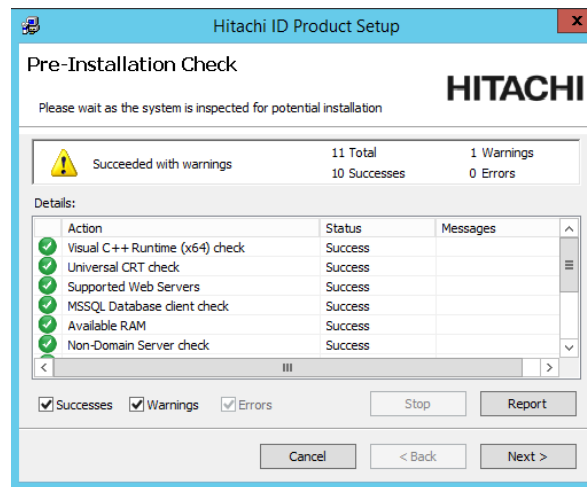 Hitachi ID Product Setup
x
Pre-Installation Check
Please wait as the system is inspected for potential installation
HITACHI
Succeeded with warnings
11 Total
1 Warnings
10 Successes
0 Errors
Details:
Action Status Messages
Visual C++ Runtime (x64) check Success
Universal CRT check Success
Supported Web Servers Success
MSSQL Database client check Success
Available RAM Success
Non-Domain Server check Success
Successes Warnings Errors Stop Report
Cancel < Back Next >